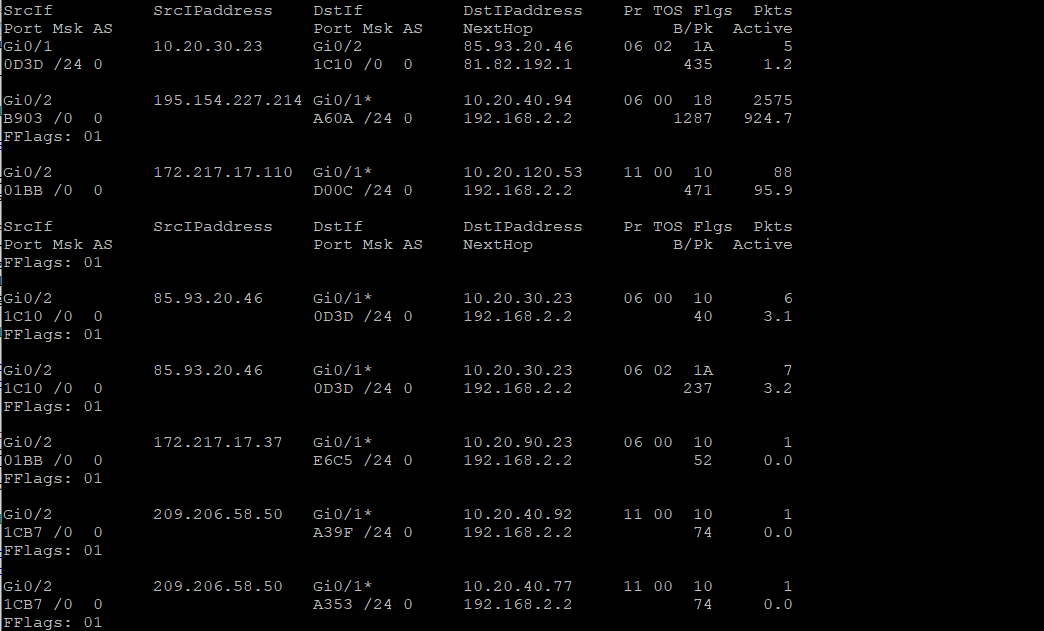 SrcIf SrcIPaddress DstIf DstIPaddress Pr TOS Flgs Pkts
Port Msk AS Port Msk AS NextHop B/Pk Active
Gi0/1 10.20.30.23 Gi0/2 85.93.20.46 06 02 1A 5
0D3D /24 0 1C10 /0 0 81.82.192.1 435 1.2
Gi0/2 195.154.227.214 Gi0/1* 10.20.40.94 06 00 18 2575
B903 /0 0 A60A /24 0 192.168.2.2 1287 924.7
FFlags: 01
Gi0/2 172.217.17.110 Gi0/1* 10.20.120.53 11 00 10 88
01BB /0 0 D00C /24 0 192.168.2.2 471 95.9
SrcIf SrcIPaddress DstIf DstIPaddress Pr TOS Flgs Pkts
Port Msk AS Port Msk AS NextHop B/Pk Active
FFlags: 01
Gi0/2 85.93.20.46 Gi0/1* 10.20.30.23 06 00 10 6
1C10 /0 0 0D3D /24 0 192.168.2.2 40 3.1
FFlags: 01
Gi0/2 85.93.20.46 Gi0/1* 10.20.30.23 06 02 1A 7
1C10 /0 0 0D3D /24 0 192.168.2.2 237 3.2
FFlags: 01
Gi0/2 172.217.17.37 Gi0/1* 10.20.90.23 06 00 10 1
01BB /0 0 E6C5 /24 0 192.168.2.2 52 0.0
FFlags: 01
Gi0/2 209.206.58.50 Gi0/1* 10.20.40.92 11 00 10 1
1CB7 /0 0 A39F /24 0 192.168.2.2 74 0.0
FFlags: 01
Gi0/2 209.206.58.50 Gi0/1* 10.20.40.77 11 00 10 1
1CB7 /0 0 A353 /24 0 192.168.2.2 74 0.0
FFlags: 01